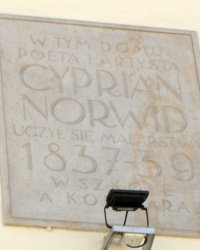 W TYM DOMU
POETA I ARTYSTA
CYPRIAN
NORWID
UCZYŁ SIĘ MALARSTWA
1837-39
W
A.